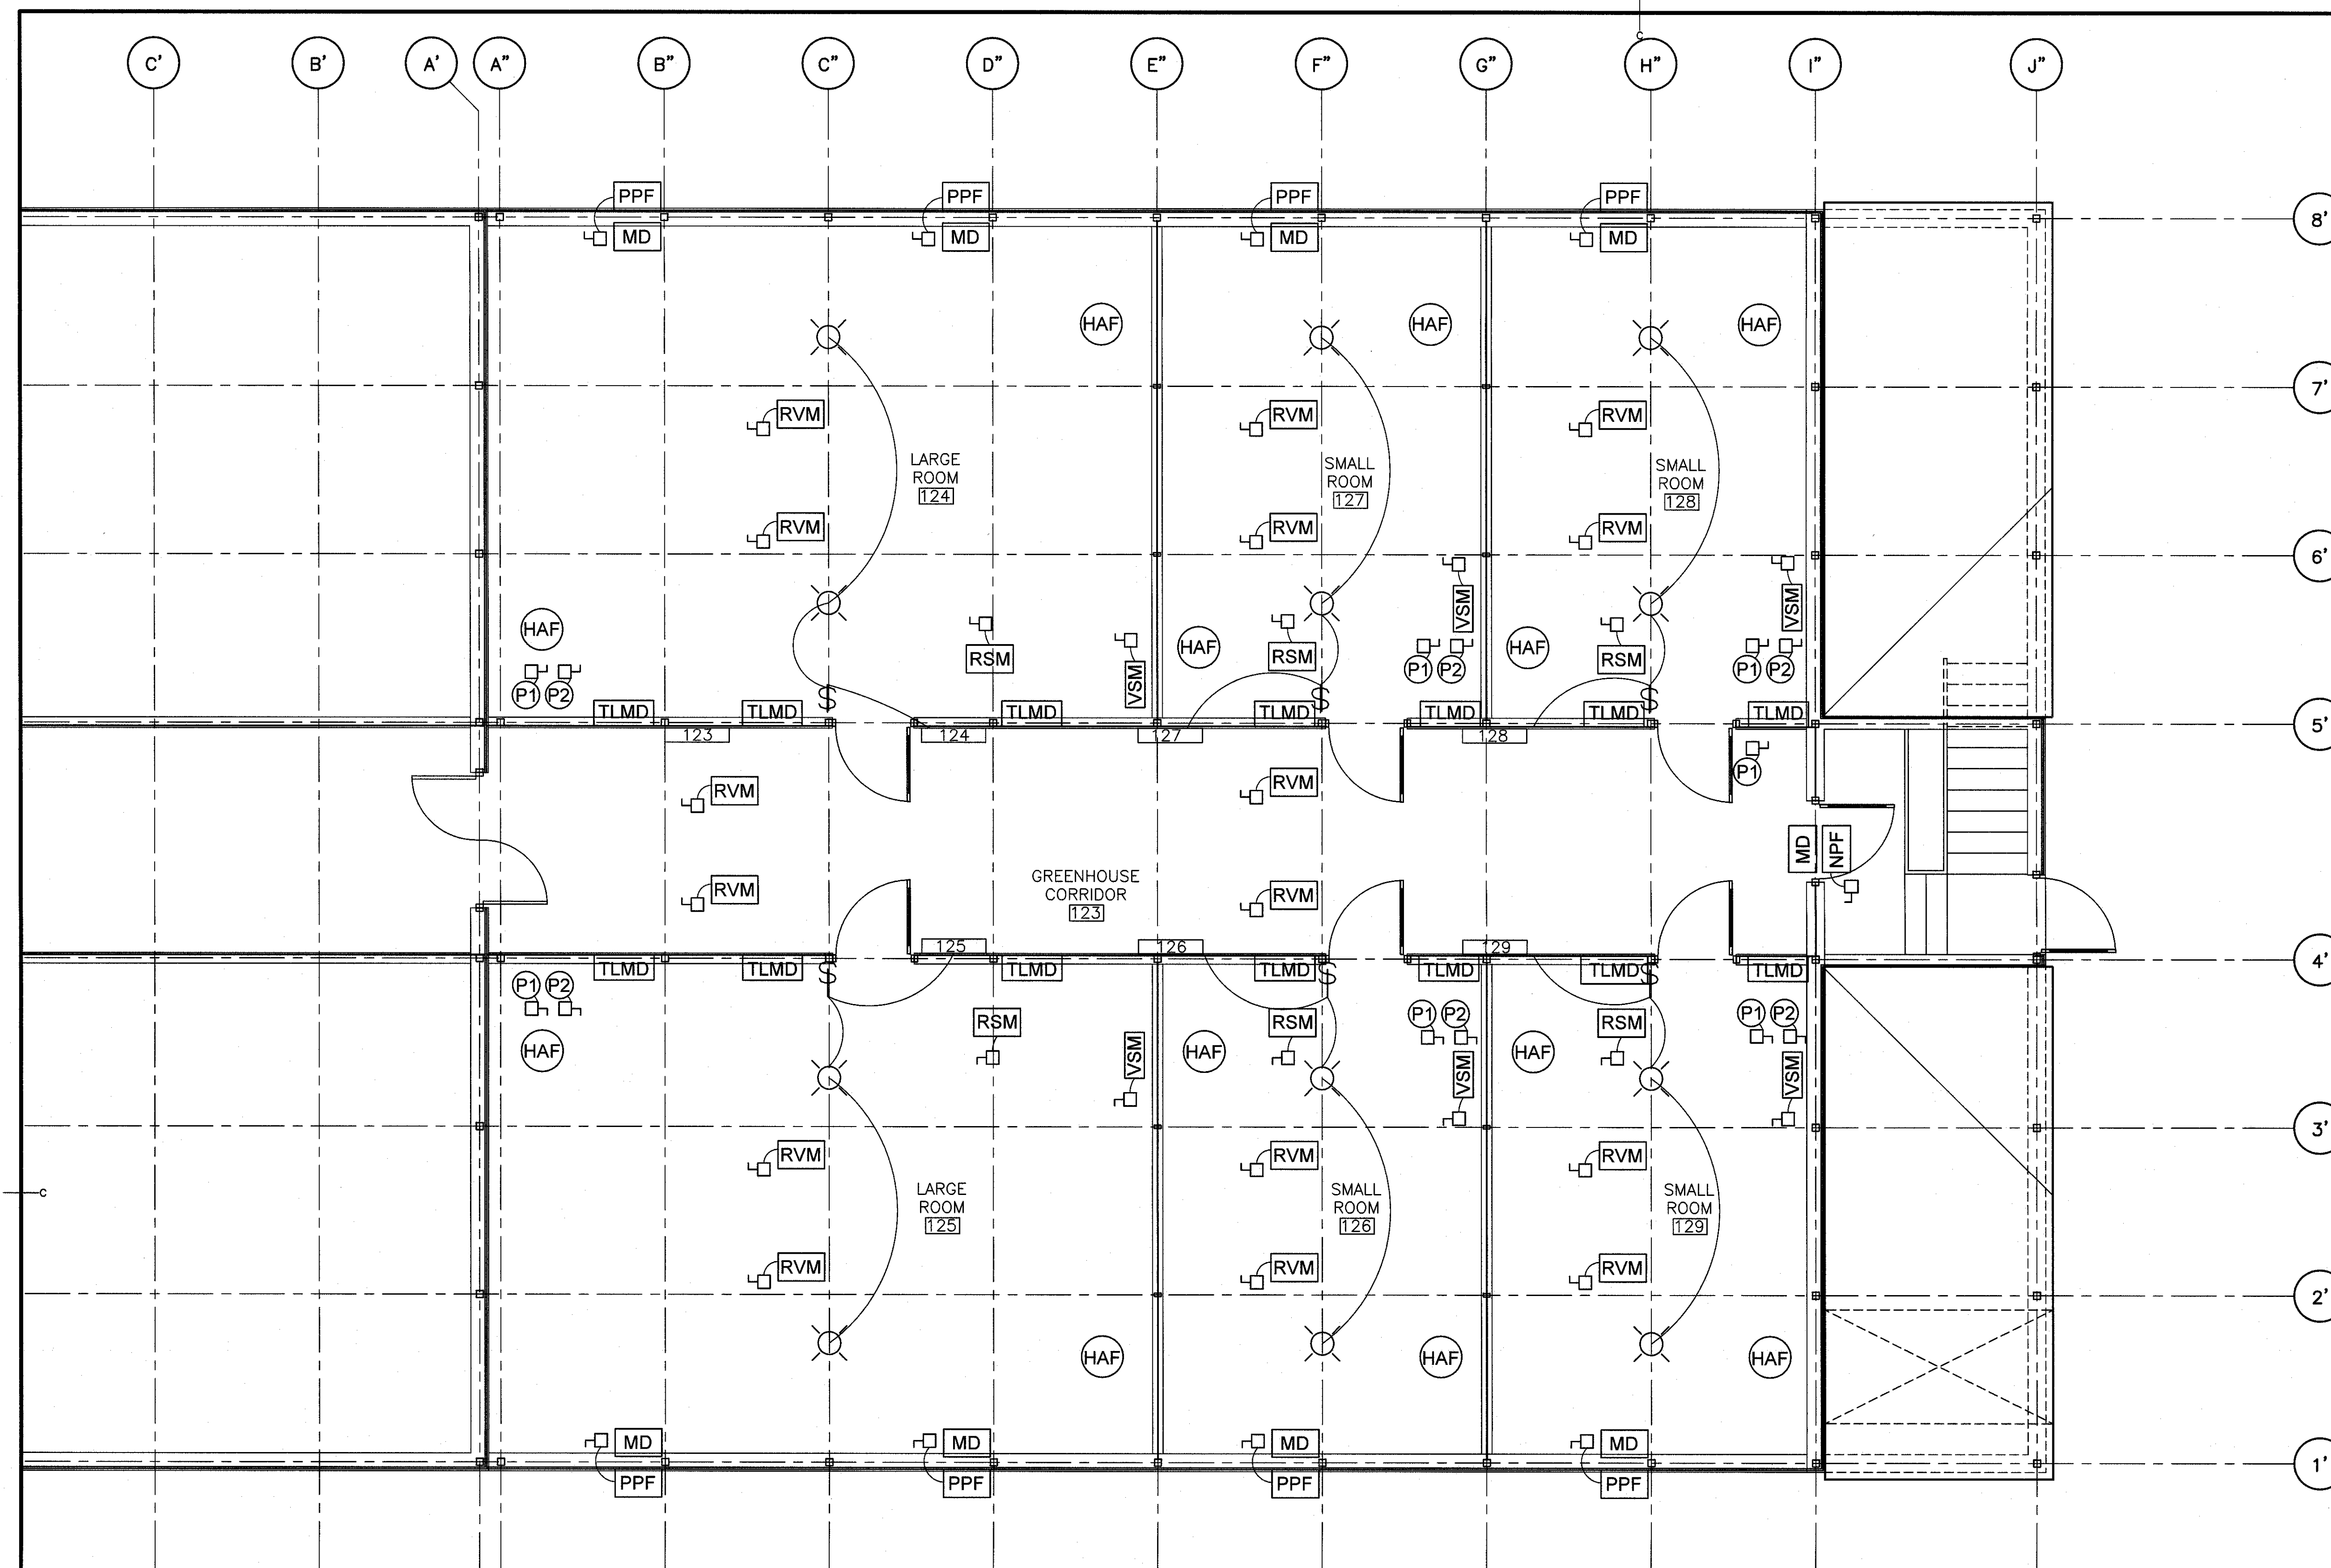 C
C' B' A' A" B" C" D" E" F" G" H" I" J"
PPF PPF PPF PPF
8'
MD MD MD MD
HAF HAF HAF
7'
RVM RVM RVM
LARGE
ROOM
124
SMALL
ROOM
127
SMALL
ROOM
128
RVM RVM RVM
6'
VSM VSM
HAF
HAF HAF
RSM RSM RSM
VSM
P1 P2
P1 P2
P1 P2
$ $ $
TLMD TLMD TLMD TLMD TLMD TLMD TLMD
5'
123 124 127 128
P1
RVM RVM
MD NPF
RVM RVM
GREENHOUSE
CORRIDOR
123
125 126 129
4'
TLMD TLMD TLMD TLMD TLMD TLMD TLMD
$ $ $
P1 P2
P1 P2
P1 P2
RSM RSM RSM
HAF HAF HAF
VSM VSM VSM
3'
RVM RVM RVM
C
LARGE
ROOM
125
SMALL
ROOM
126
SMALL
ROOM
129
RVM RVM RVM
2'
HAF HAF HAF
MD MD MD MD
1'
PPF PPF PPF PPF